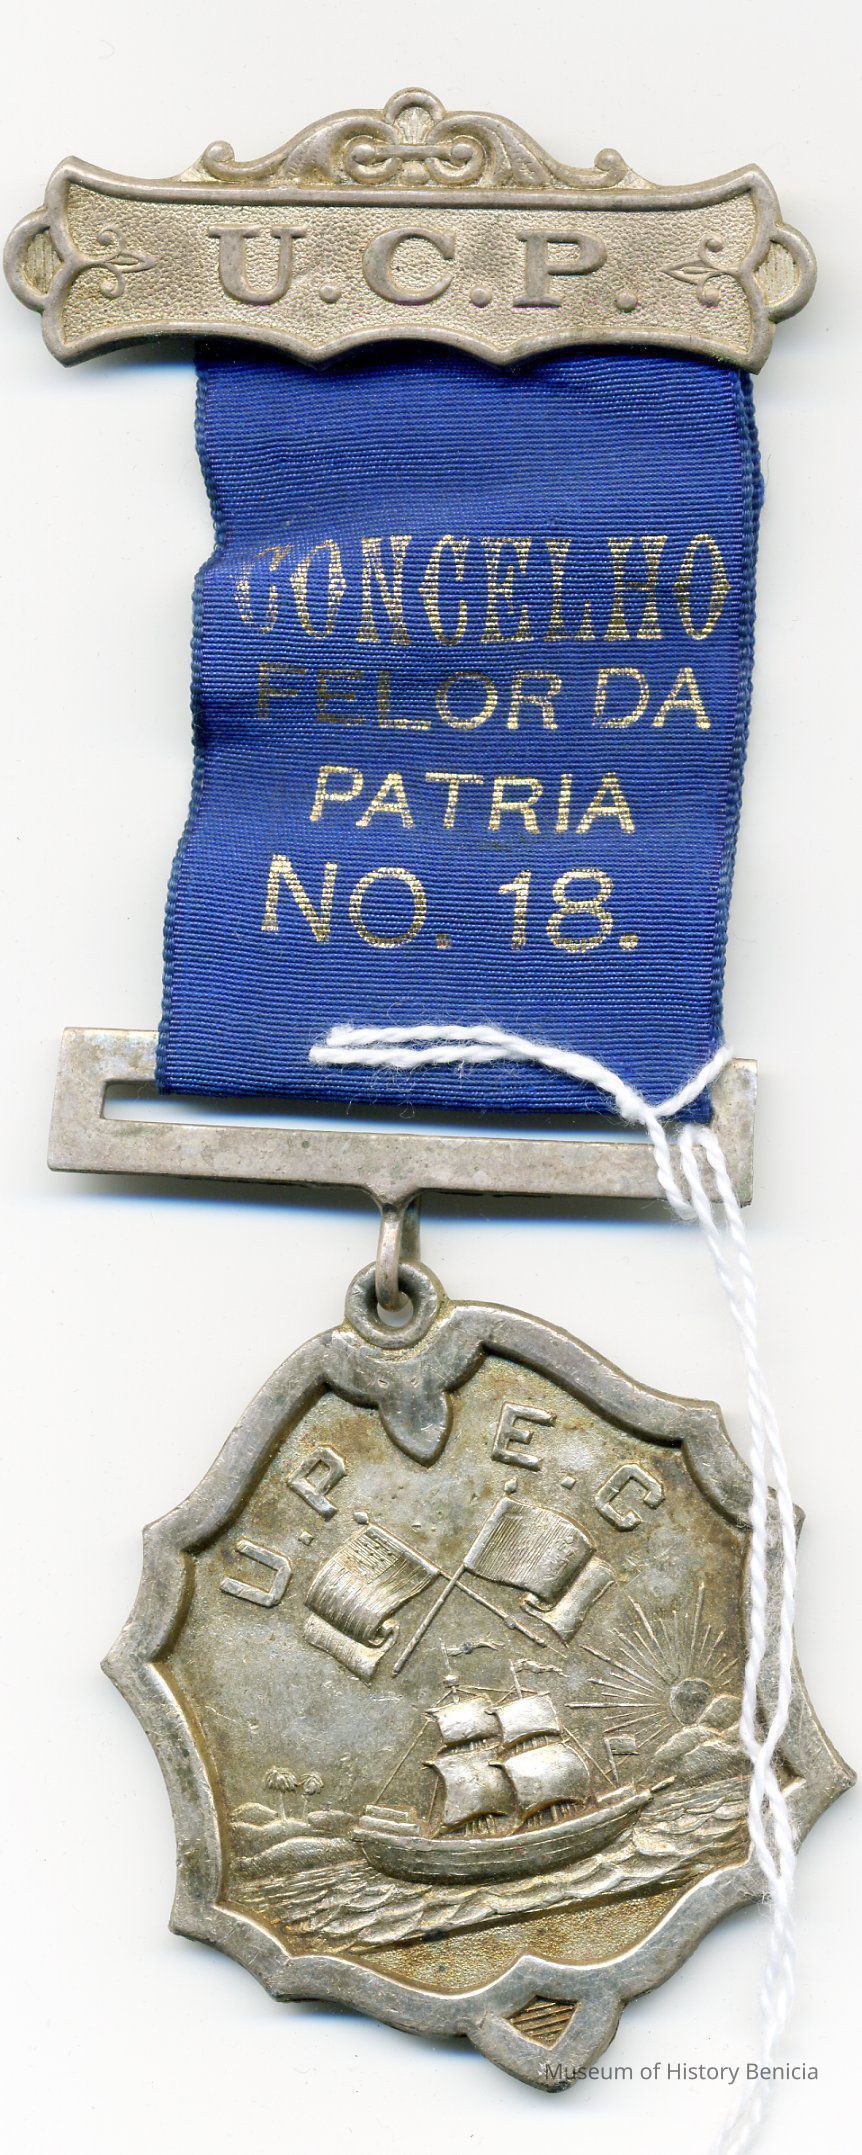 U.C.P.
CONCELHO
FELOR DA
PATRIA
NO. 18.
U.P.E.C
Museum of History Benicia